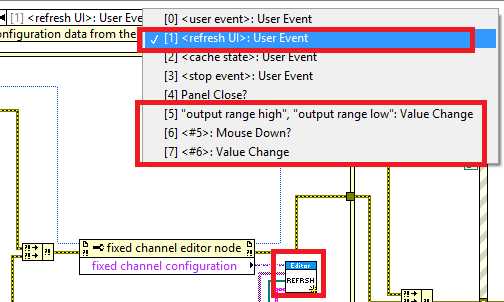 [1] <refresh UI>: User Event
onfiguration data from the
[0] <user event>: User Event
✓ [1] <refresh UI>: User Event
[2] <cache state>: User Event
[3] <stop event>: User Event
[4] Panel Close?
[5] "output range high", "output range low": Value Change
[6] <#5>: Mouse Down?
[7] <#6>: Value Change
fixed channel editor node
fixed channel configuration
Editor
REFRSH